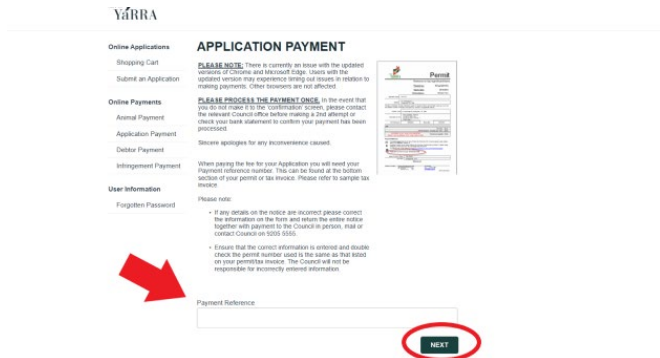 YáRRA
Online Applications
Shopping Cart
Submit an Application
Online Payments
Animal Payment
Application Payment
Debtor Payment
Infringement Payment
User Information
Forgotten Password
APPLICATION PAYMENT
PLEASE NOTE: There is currently an issue with the updated
versions of Chrome and Microsoft Edge. Users with the
updated version may experience timing out issues in relation to
making payments. Other browsers are not affected.
PLEASE PROCESS THE PAYMENT ONCE. In the event that
you do not make it to the 'confirmation' screen, please contact
the relevant Council office before making a 2nd attempt or
check your bank statement to confirm your payment has been
processed.
Sincere apologies for any inconvenience caused.
When paying the fee for your Application you will need your
Payment reference number. This can be found at the bottom
section of your permit or tax invoice. Please refer to sample tax
invoice
Please note:
• If any details on the notice are incorrect please correct
the information on the form and return the entire notice
together with payment to the Council in person, mail or
contact Council on 9205 5555.
• Ensure that the correct information is entered and double
check the permit number used is the same as that listed
on your permit/tax invoice. The Council will not be
responsible for incorrectly entered information.
Permit
Payment Reference
NEXT